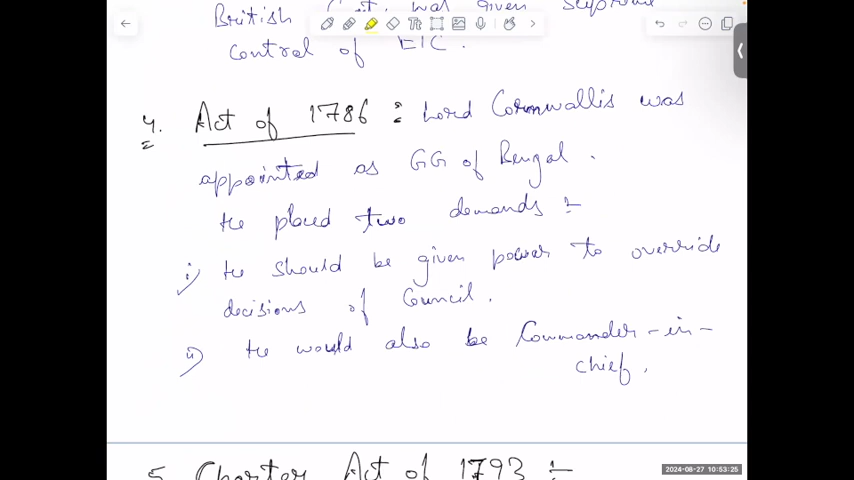 British Govt. was given supreme
control of EIC.
4. Act of 1786 : Lord Cornwallis was
appointed as GG of Bengal.
He placed two demands :-
i) He should be given power to override
decisions of Council.
ii) He would also be Commander-in-
chief.
5. Charter Act of 1793 :-
2024-08-27 10:53:25